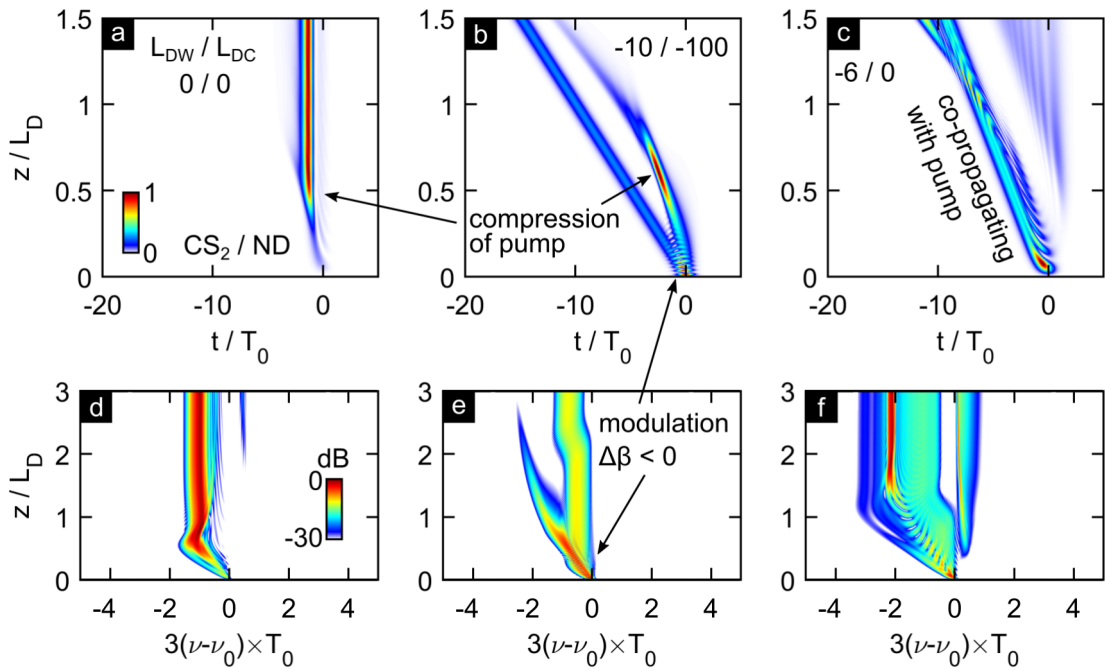 a
L_DW / L_DC
0 / 0
1
0
CS₂ / ND
1.5
1
0.5
0
z / L_D
-20
-10
0
t / T₀
b
-10 / -100
compression
of pump
1.5
1
0.5
0
-20
-10
0
t / T₀
c
-6 / 0
co-propagating
with pump
1.5
1
0.5
0
-20
-10
0
t / T₀
d
dB
0
-30
3
2
1
0
z / L_D
-4
-2
0
2
4
3(ν-ν₀)×T₀
e
modulation
Δβ < 0
3
2
1
0
-4
-2
0
2
4
3(ν-ν₀)×T₀
f
3
2
1
0
-4
-2
0
2
4
3(ν-ν₀)×T₀